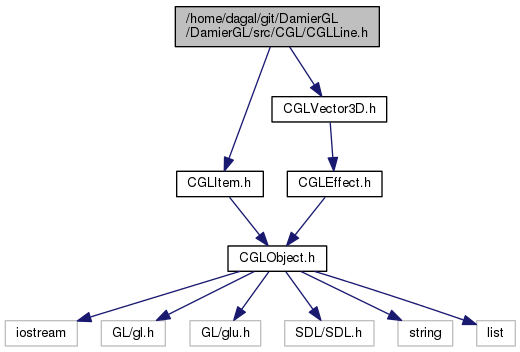 /home/dagal/git/DamierGL
/DamierGL/src/CGL/CGLLine.h
CGLVector3D.h
CGLItem.h
CGLEffect.h
CGLObject.h
iostream
GL/gl.h
GL/glu.h
SDL/SDL.h
string
list